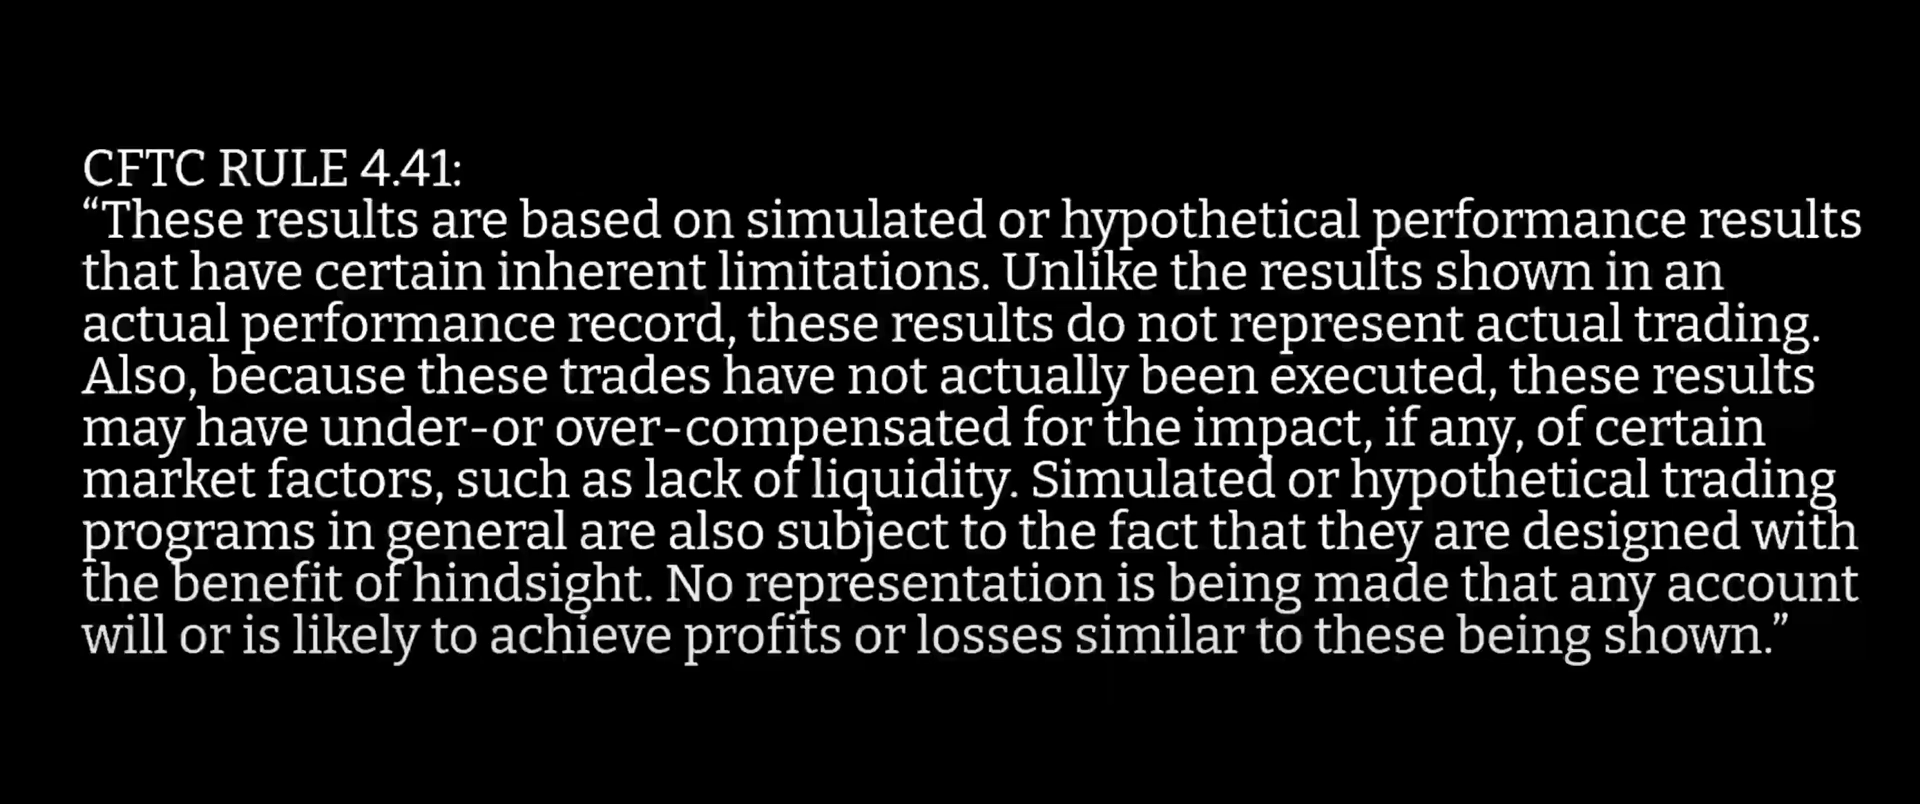 CFTC RULE 4.41:
“These results are based on simulated or hypothetical performance results
that have certain inherent limitations. Unlike the results shown in an
actual performance record, these results do not represent actual trading.
Also, because these trades have not actually been executed, these results
may have under-or over-compensated for the impact, if any, of certain
market factors, such as lack of liquidity. Simulated or hypothetical trading
programs in general are also subject to the fact that they are designed with
the benefit of hindsight. No representation is being made that any account
will or is likely to achieve profits or losses similar to these being shown.”